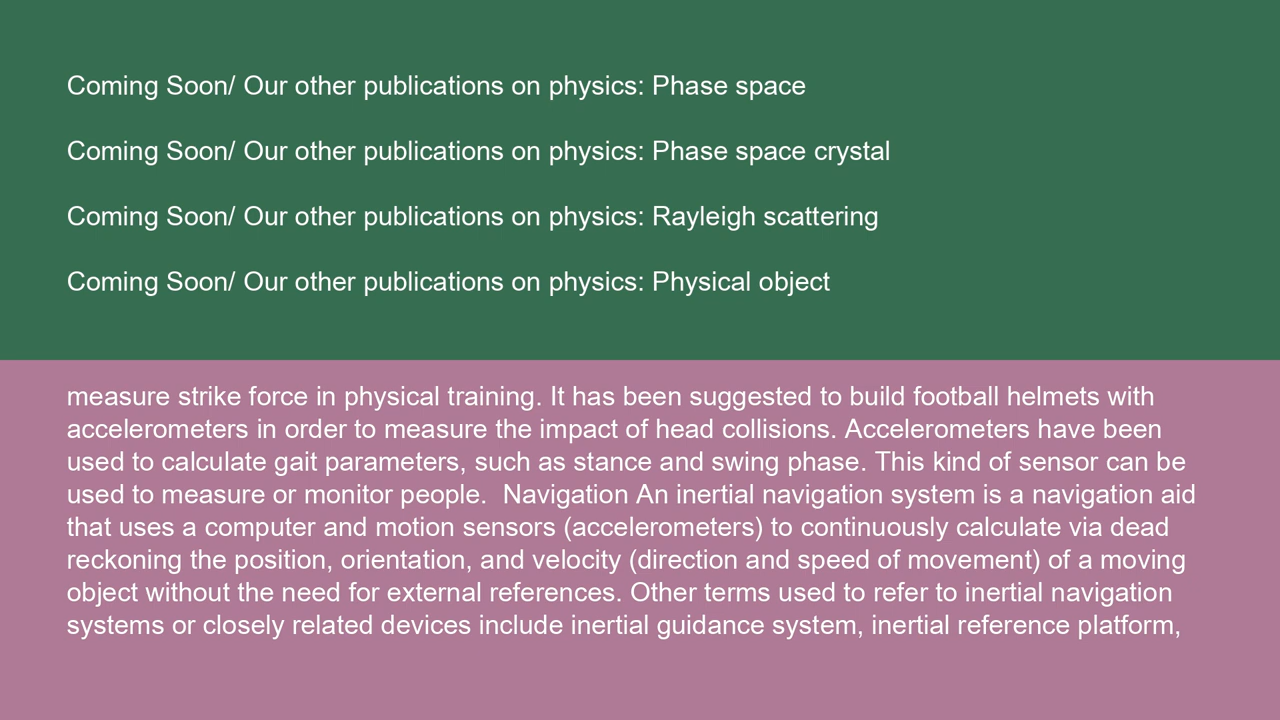 Coming Soon/ Our other publications on physics: Phase space
Coming Soon/ Our other publications on physics: Phase space crystal
Coming Soon/ Our other publications on physics: Rayleigh scattering
Coming Soon/ Our other publications on physics: Physical object
measure strike force in physical training. It has been suggested to build football helmets with
accelerometers in order to measure the impact of head collisions. Accelerometers have been
used to calculate gait parameters, such as stance and swing phase. This kind of sensor can be
used to measure or monitor people.  Navigation An inertial navigation system is a navigation aid
that uses a computer and motion sensors (accelerometers) to continuously calculate via dead
reckoning the position, orientation, and velocity (direction and speed of movement) of a moving
object without the need for external references. Other terms used to refer to inertial navigation
systems or closely related devices include inertial guidance system, inertial reference platform,